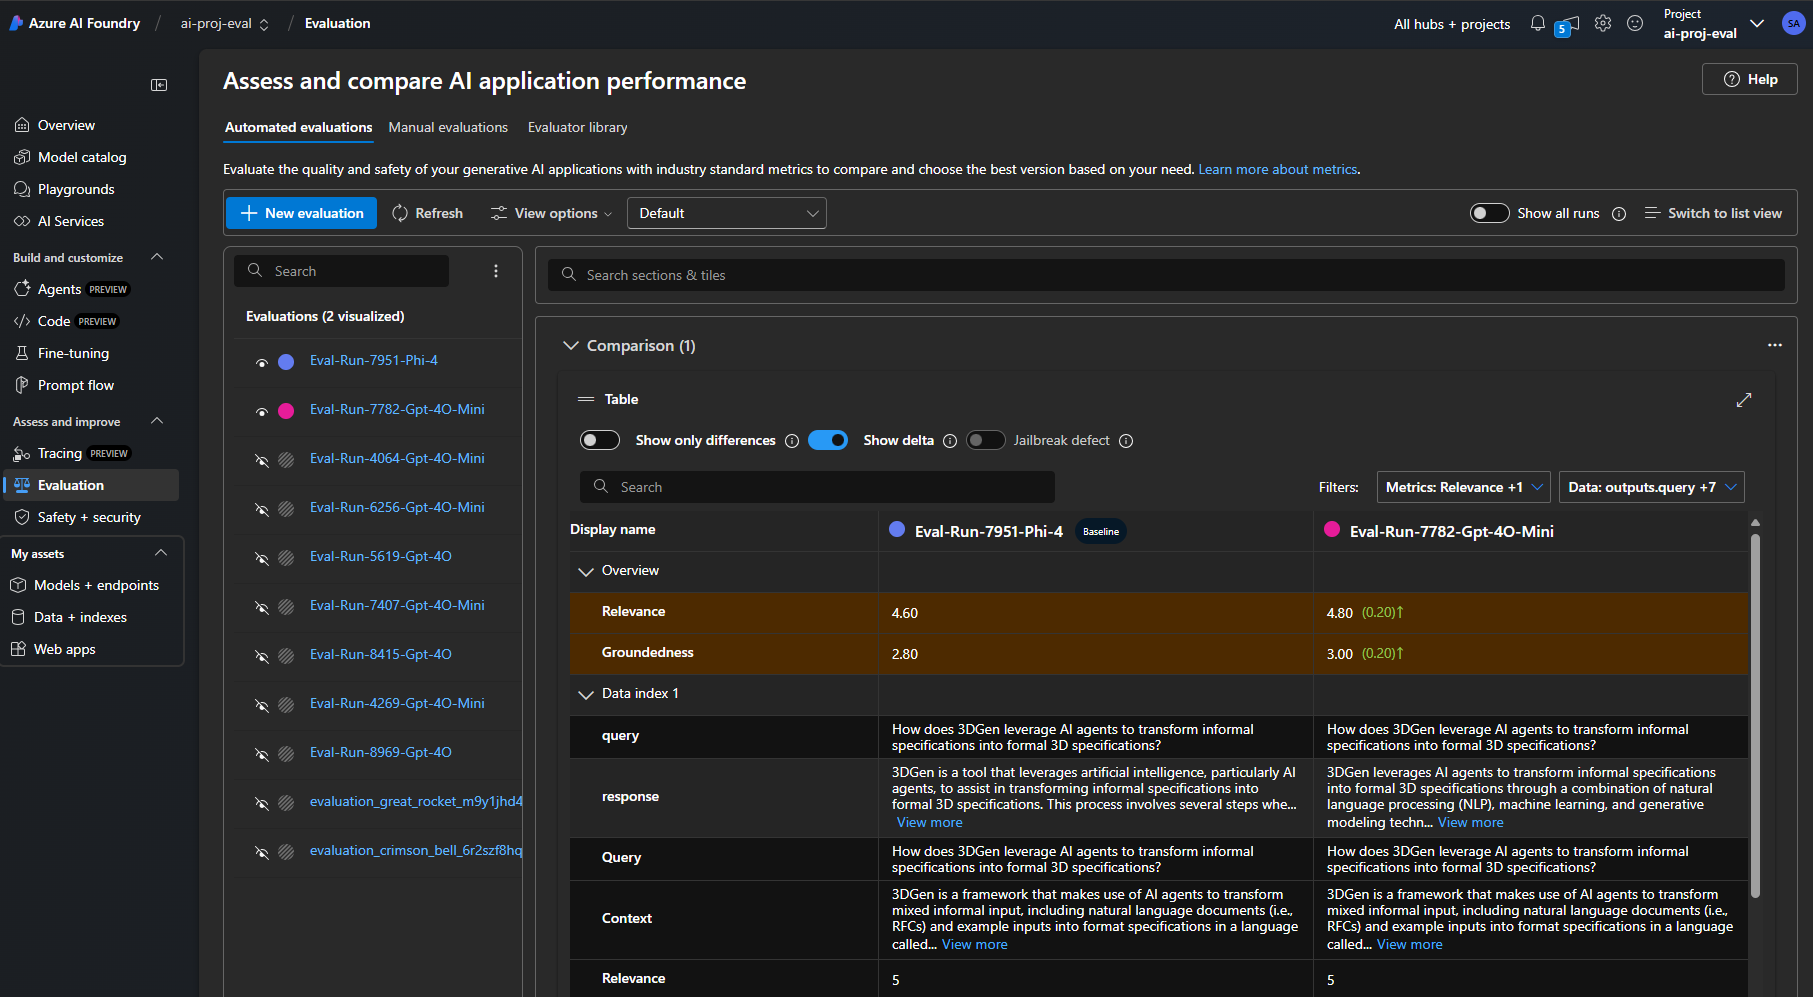 Azure AI Foundry / ai-proj-eval / Evaluation
All hubs + projects
5
Project
ai-proj-eval
SA
Overview
Model catalog
Playgrounds
AI Services
Build and customize
Agents PREVIEW
Code PREVIEW
Fine-tuning
Prompt flow
Assess and improve
Tracing PREVIEW
Evaluation
Safety + security
My assets
Models + endpoints
Data + indexes
Web apps
Assess and compare AI application performance
Help
Automated evaluations Manual evaluations Evaluator library
Evaluate the quality and safety of your generative AI applications with industry standard metrics to compare and choose the best version based on your need. Learn more about metrics.
New evaluation Refresh View options Default Show all runs Switch to list view
Search
Evaluations (2 visualized)
Eval-Run-7951-Phi-4
Eval-Run-7782-Gpt-4O-Mini
Eval-Run-4064-Gpt-4O-Mini
Eval-Run-6256-Gpt-4O-Mini
Eval-Run-5619-Gpt-4O
Eval-Run-7407-Gpt-4O-Mini
Eval-Run-8415-Gpt-4O
Eval-Run-4269-Gpt-4O-Mini
Eval-Run-8969-Gpt-4O
evaluation_great_rocket_m9y1jhd4
evaluation_crimson_bell_6r2szf8hq
Search sections & tiles
Comparison (1)
Table
Show only differences Show delta Jailbreak defect
Search
Filters: Metrics: Relevance +1 Data: outputs.query +7
Display name Eval-Run-7951-Phi-4 Baseline Eval-Run-7782-Gpt-4O-Mini
Overview
Relevance 4.60 4.80 (0.20)↑
Groundedness 2.80 3.00 (0.20)↑
Data index 1
query
How does 3DGen leverage AI agents to transform informal
specifications into formal 3D specifications?
How does 3DGen leverage AI agents to transform informal
specifications into formal 3D specifications?
response
3DGen is a tool that leverages artificial intelligence, particularly AI
agents, to assist in transforming informal specifications into
formal 3D specifications. This process involves several steps whe...
View more
3DGen leverages AI agents to transform informal specifications
into formal 3D specifications through a combination of natural
language processing (NLP), machine learning, and generative
modeling techn... View more
Query
How does 3DGen leverage AI agents to transform informal
specifications into formal 3D specifications?
How does 3DGen leverage AI agents to transform informal
specifications into formal 3D specifications?
Context
3DGen is a framework that makes use of AI agents to transform
mixed informal input, including natural language documents (i.e.,
RFCs) and example inputs into format specifications in a language
called... View more
3DGen is a framework that makes use of AI agents to transform
mixed informal input, including natural language documents (i.e.,
RFCs) and example inputs into format specifications in a language
called... View more
Relevance 5 5